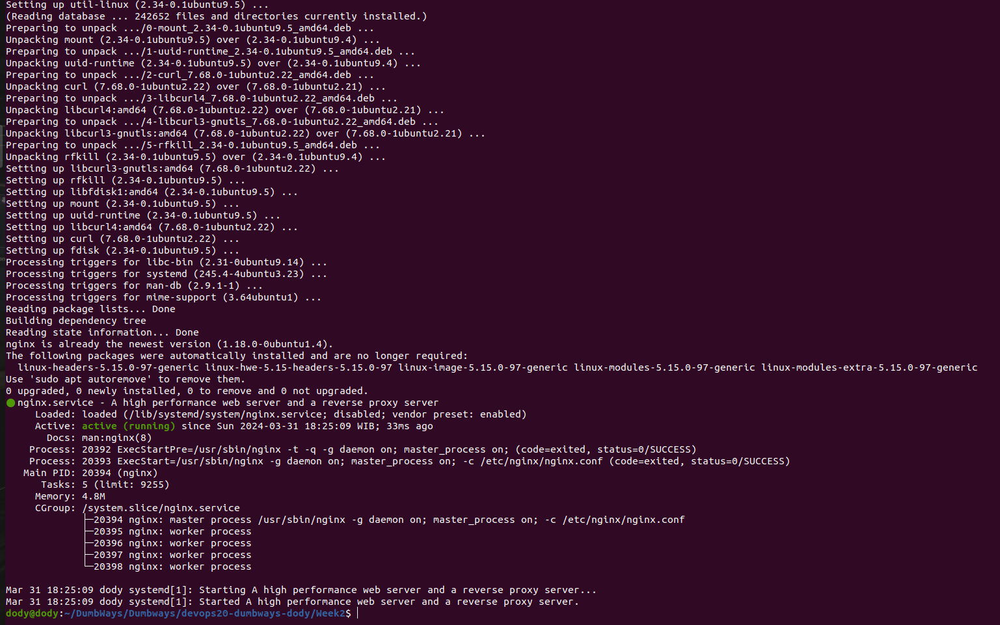 Setting up util-linux (2.34-0.1ubuntu9.5) ...
(Reading database ... 242652 files and directories currently installed.)
Preparing to unpack .../0-mount_2.34-0.1ubuntu9.5_amd64.deb ...
Unpacking mount (2.34-0.1ubuntu9.5) over (2.34-0.1ubuntu9.4) ...
Preparing to unpack .../1-uuid-runtime_2.34-0.1ubuntu9.5_amd64.deb ...
Unpacking uuid-runtime (2.34-0.1ubuntu9.5) over (2.34-0.1ubuntu9.4) ...
Preparing to unpack .../2-curl_7.68.0-1ubuntu2.22_amd64.deb ...
Unpacking curl (7.68.0-1ubuntu2.22) over (7.68.0-1ubuntu2.21) ...
Preparing to unpack .../3-libcurl4_7.68.0-1ubuntu2.22_amd64.deb ...
Unpacking libcurl4:amd64 (7.68.0-1ubuntu2.22) over (7.68.0-1ubuntu2.21) ...
Preparing to unpack .../4-libcurl3-gnutls_7.68.0-1ubuntu2.22_amd64.deb ...
Unpacking libcurl3-gnutls:amd64 (7.68.0-1ubuntu2.22) over (7.68.0-1ubuntu2.21) ...
Preparing to unpack .../5-rfkill_2.34-0.1ubuntu9.5_amd64.deb ...
Unpacking rfkill (2.34-0.1ubuntu9.5) over (2.34-0.1ubuntu9.4) ...
Setting up libcurl3-gnutls:amd64 (7.68.0-1ubuntu2.22) ...
Setting up rfkill (2.34-0.1ubuntu9.5) ...
Setting up libfdisk1:amd64 (2.34-0.1ubuntu9.5) ...
Setting up mount (2.34-0.1ubuntu9.5) ...
Setting up uuid-runtime (2.34-0.1ubuntu9.5) ...
Setting up libcurl4:amd64 (7.68.0-1ubuntu2.22) ...
Setting up curl (7.68.0-1ubuntu2.22) ...
Setting up fdisk (2.34-0.1ubuntu9.5) ...
Processing triggers for libc-bin (2.31-0ubuntu9.14) ...
Processing triggers for systemd (245.4-4ubuntu3.23) ...
Processing triggers for man-db (2.9.1-1) ...
Processing triggers for mime-support (3.64ubuntu1) ...
Reading package lists... Done
Building dependency tree
Reading state information... Done
nginx is already the newest version (1.18.0-0ubuntu1.4).
The following packages were automatically installed and are no longer required:
  linux-headers-5.15.0-97-generic linux-hwe-5.15-headers-5.15.0-97 linux-image-5.15.0-97-generic linux-modules-5.15.0-97-generic linux-modules-extra-5.15.0-97-generic
Use 'sudo apt autoremove' to remove them.
0 upgraded, 0 newly installed, 0 to remove and 0 not upgraded.
● nginx.service - A high performance web server and a reverse proxy server
     Loaded: loaded (/lib/systemd/system/nginx.service; disabled; vendor preset: enabled)
     Active: active (running) since Sun 2024-03-31 18:25:09 WIB; 33ms ago
       Docs: man:nginx(8)
    Process: 20392 ExecStartPre=/usr/sbin/nginx -t -q -g daemon on; master_process on; (code=exited, status=0/SUCCESS)
    Process: 20393 ExecStart=/usr/sbin/nginx -g daemon on; master_process on; -c /etc/nginx/nginx.conf (code=exited, status=0/SUCCESS)
   Main PID: 20394 (nginx)
      Tasks: 5 (limit: 9255)
     Memory: 4.8M
     CGroup: /system.slice/nginx.service
             ├─20394 nginx: master process /usr/sbin/nginx -g daemon on; master_process on; -c /etc/nginx/nginx.conf
             ├─20395 nginx: worker process
             ├─20396 nginx: worker process
             ├─20397 nginx: worker process
             └─20398 nginx: worker process
Mar 31 18:25:09 dody systemd[1]: Starting A high performance web server and a reverse proxy server...
Mar 31 18:25:09 dody systemd[1]: Started A high performance web server and a reverse proxy server.
dody@dody:~/DumbWays/Dumbways/devops20-dumbways-dody/Week2$